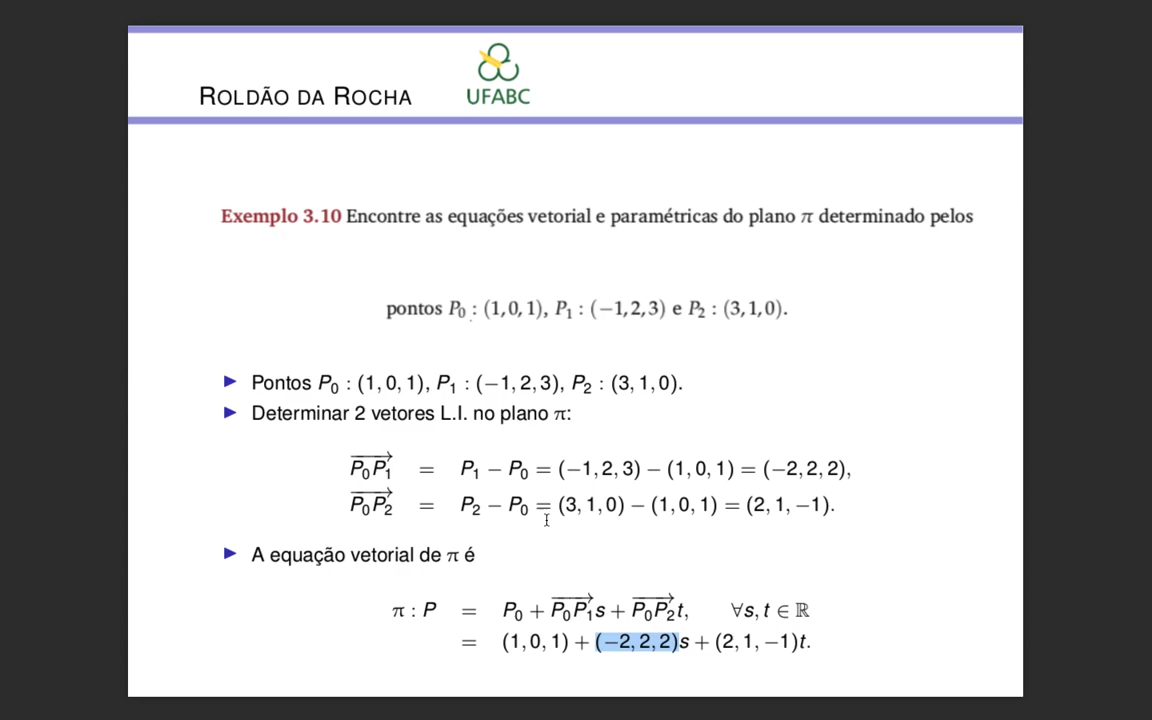 ROLDÃO DA ROCHA
UFABC
Exemplo 3.10 Encontre as equações vetorial e paramétricas do plano π determinado pelos
pontos P₀ : (1,0,1), P₁ : (−1,2,3) e P₂ : (3,1,0).
► Pontos P₀ : (1, 0, 1), P₁ : (−1, 2, 3), P₂ : (3, 1, 0).
► Determinar 2 vetores L.I. no plano π:
P₀P₁⃗ = P₁ − P₀ = (−1, 2, 3) − (1, 0, 1) = (−2, 2, 2),
P₀P₂⃗ = P₂ − P₀ = (3, 1, 0) − (1, 0, 1) = (2, 1, −1).
► A equação vetorial de π é
π : P = P₀ + P₀P₁⃗s + P₀P₂⃗t, ∀s, t ∈ ℝ
= (1, 0, 1) + (−2, 2, 2)s + (2, 1, −1)t.